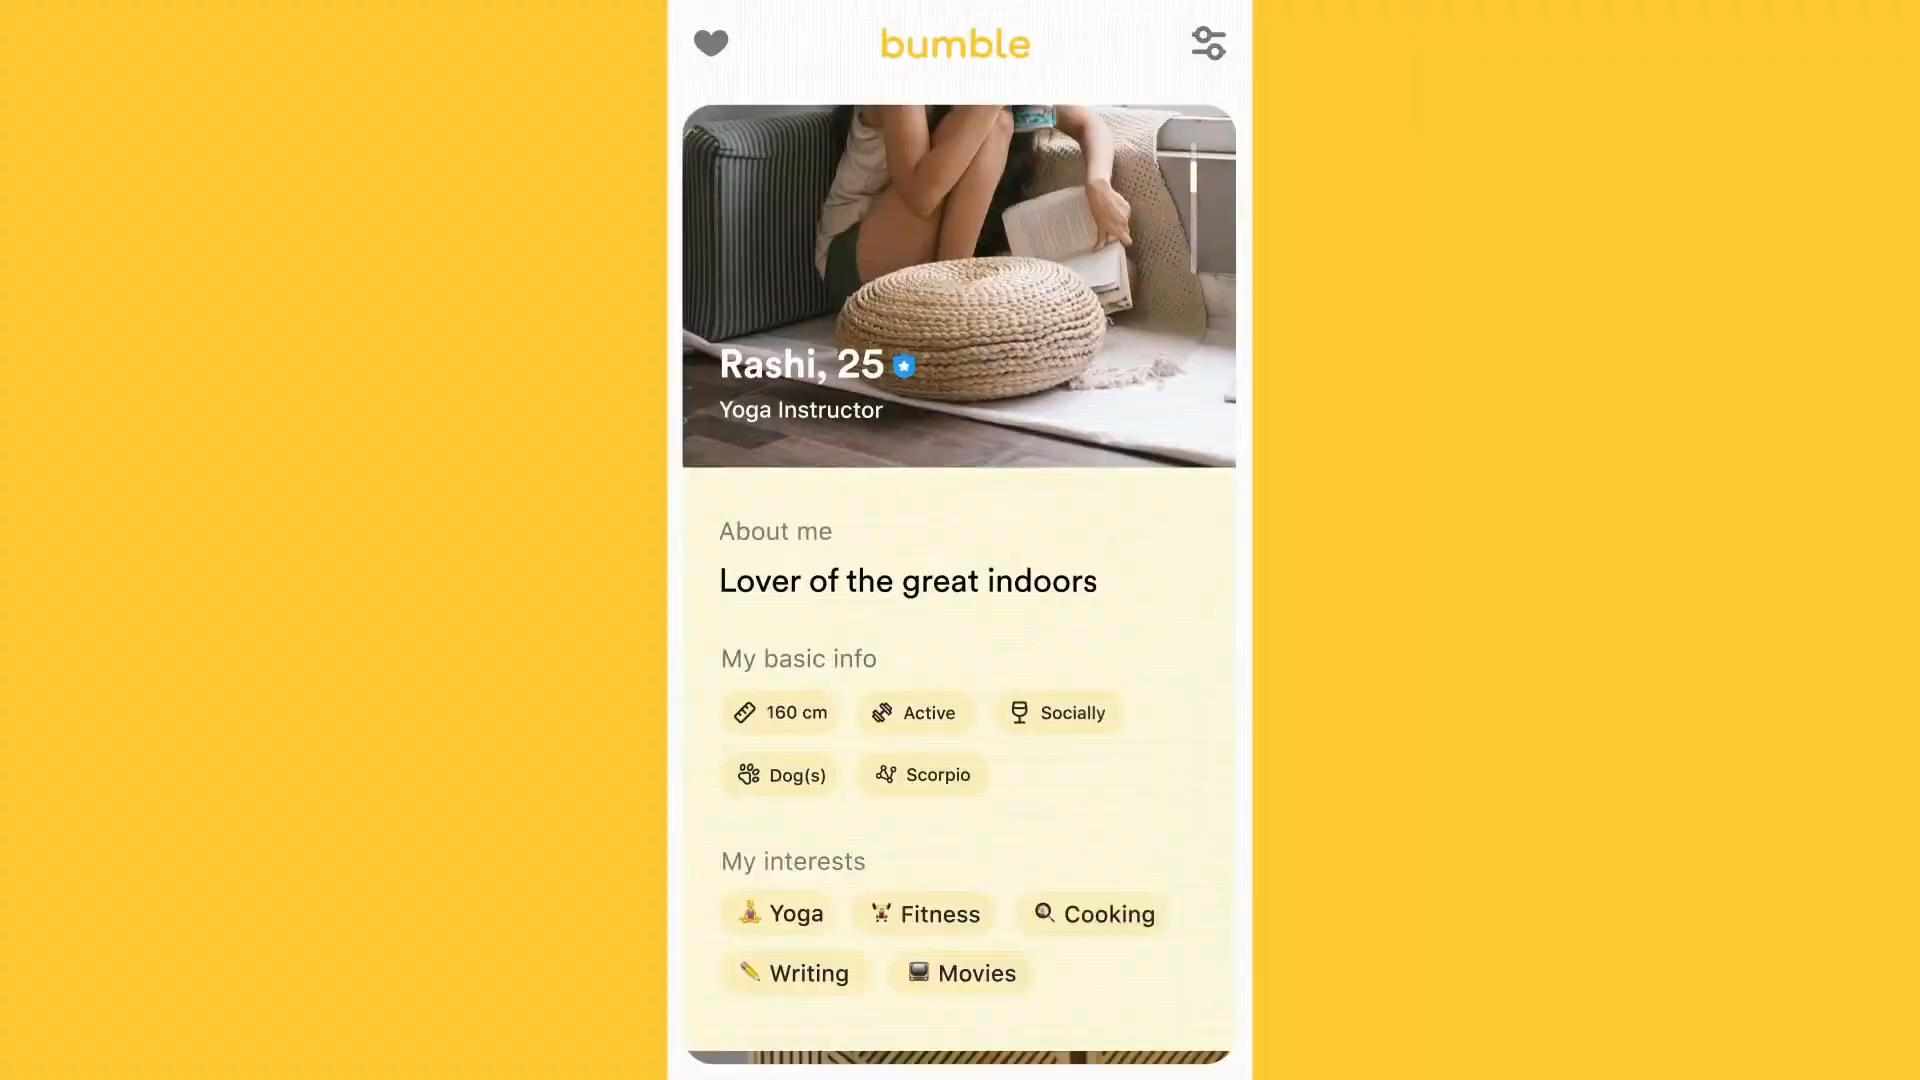 bumble
Rashi, 25
Yoga Instructor
About me
Lover of the great indoors
My basic info
160 cm
Active
Socially
Dog(s)
Scorpio
My interests
Yoga
Fitness
Cooking
Writing
Movies